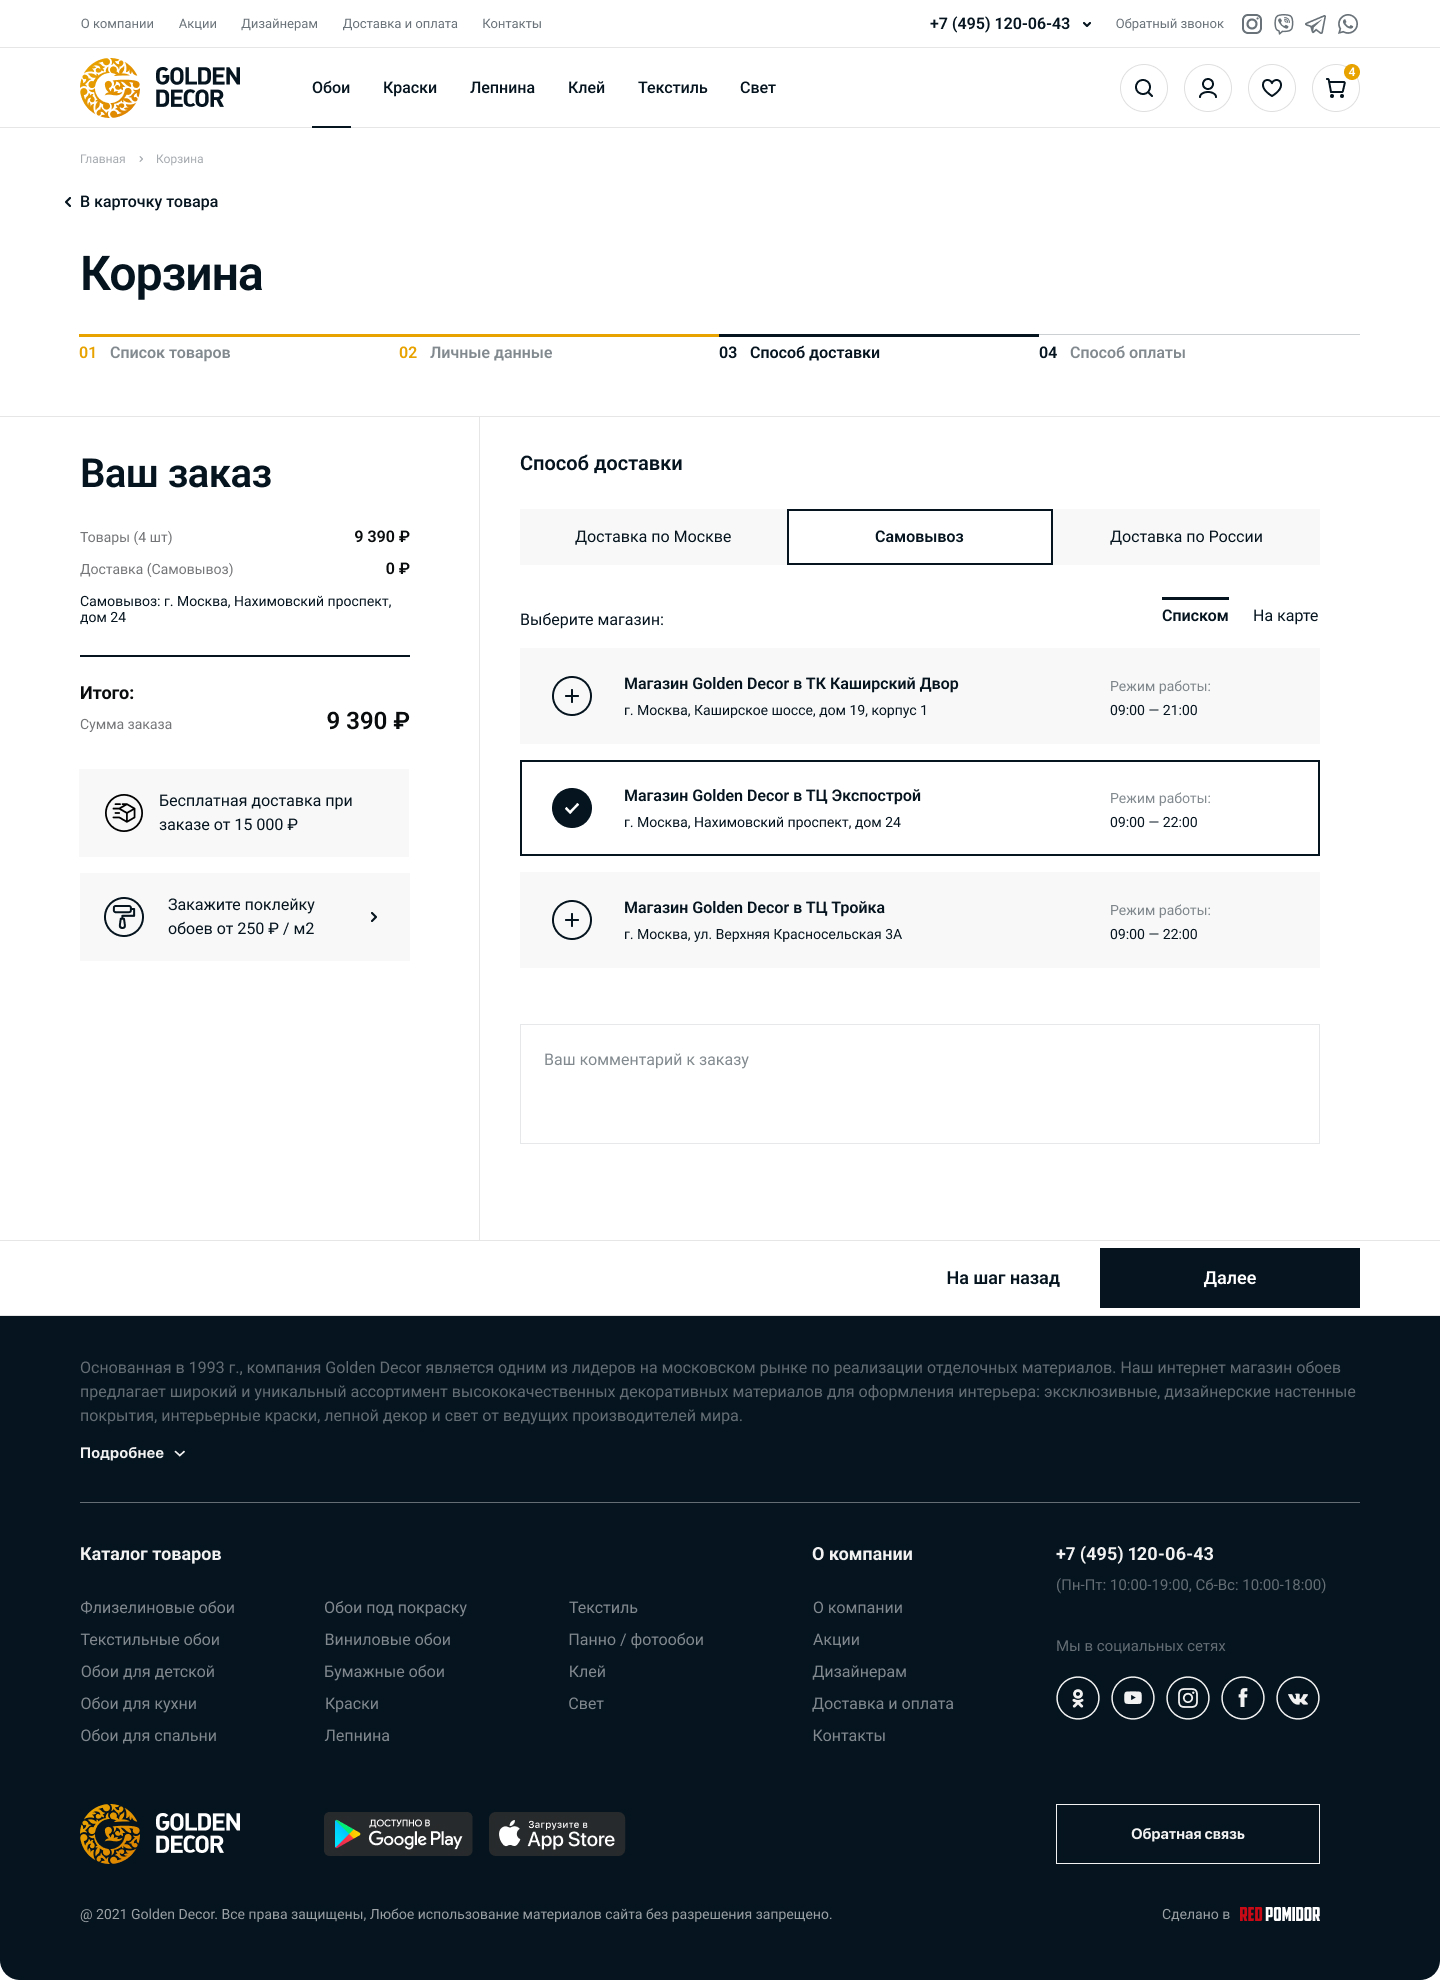 О компании
Акции
Дизайнерам
Доставка и оплата
Контакты
+7 (495) 120-06-43
Обратный звонок
GOLDEN
DECOR
Обои
Краски
Лепнина
Клей
Текстиль
Свет
4
Главная
Корзина
В карточку товара
Корзина
01 Список товаров
02 Личные данные
03 Способ доставки
04 Способ оплаты
Ваш заказ
Товары (4 шт) 9 390 ₽
Доставка (Самовывоз) 0 ₽
Самовывоз: г. Москва, Нахимовский проспект,
дом 24
Итого:
Сумма заказа 9 390 ₽
Бесплатная доставка при
заказе от 15 000 ₽
Закажите поклейку
обоев от 250 ₽ / м2
Способ доставки
Доставка по Москве
Самовывоз
Доставка по России
Выберите магазин:
Списком
На карте
Магазин Golden Decor в ТК Каширский Двор
г. Москва, Каширское шоссе, дом 19, корпус 1
Режим работы:
09:00 — 21:00
Магазин Golden Decor в ТЦ Экспострой
г. Москва, Нахимовский проспект, дом 24
Режим работы:
09:00 — 22:00
Магазин Golden Decor в ТЦ Тройка
г. Москва, ул. Верхняя Красносельская 3А
Режим работы:
09:00 — 22:00
Ваш комментарий к заказу
На шаг назад
Далее
Основанная в 1993 г., компания Golden Decor является одним из лидеров на московском рынке по реализации отделочных материалов. Наш интернет магазин обоев
предлагает широкий и уникальный ассортимент высококачественных декоративных материалов для оформления интерьера: эксклюзивные, дизайнерские настенные
покрытия, интерьерные краски, лепной декор и свет от ведущих производителей мира.
Подробнее
Каталог товаров
Флизелиновые обои
Текстильные обои
Обои для детской
Обои для кухни
Обои для спальни
Обои под покраску
Виниловые обои
Бумажные обои
Краски
Лепнина
Текстиль
Панно / фотообои
Клей
Свет
О компании
О компании
Акции
Дизайнерам
Доставка и оплата
Контакты
+7 (495) 120-06-43
(Пн-Пт: 10:00-19:00, Сб-Вс: 10:00-18:00)
Мы в социальных сетях
GOLDEN
DECOR
ДОСТУПНО В
Google Play
Загрузите в
App Store
Обратная связь
@ 2021 Golden Decor. Все права защищены, Любое использование материалов сайта без разрешения запрещено.
Сделано в RED POMIDOR